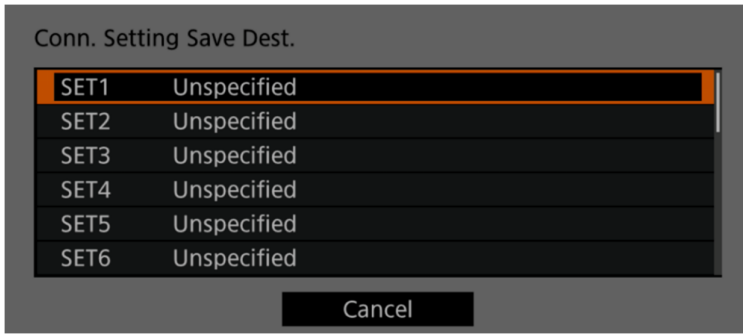 Conn. Setting Save Dest.
SET1 Unspecified
SET2 Unspecified
SET3 Unspecified
SET4 Unspecified
SET5 Unspecified
SET6 Unspecified
Cancel